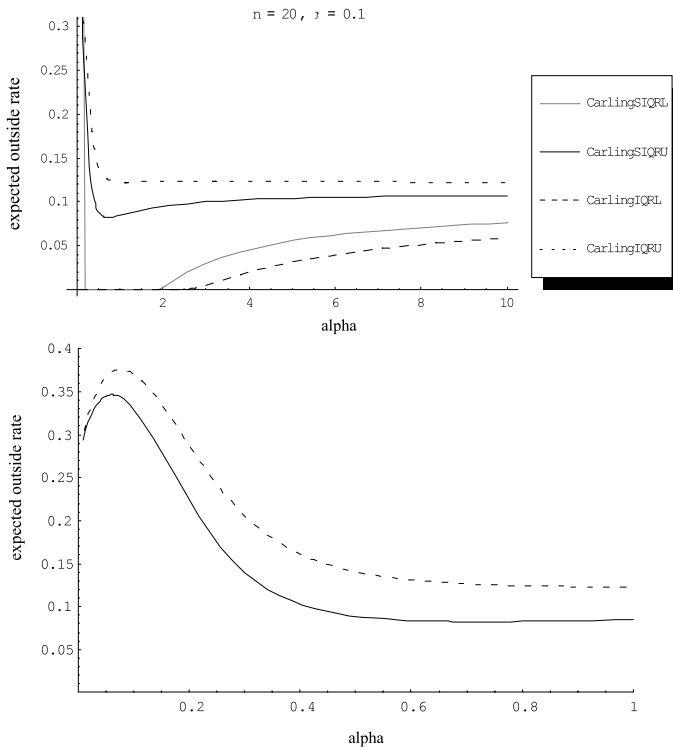 n = 20 , τ = 0.1
0.3
0.25
0.2
0.15
0.1
0.05
expected outside rate
2
4
6
8
10
alpha
CarlingSIQRL
CarlingSIQRU
CarlingIQRL
CarlingIQRU
0.4
0.35
0.3
0.25
0.2
0.15
0.1
0.05
expected outside rate
0.2
0.4
0.6
0.8
1
alpha